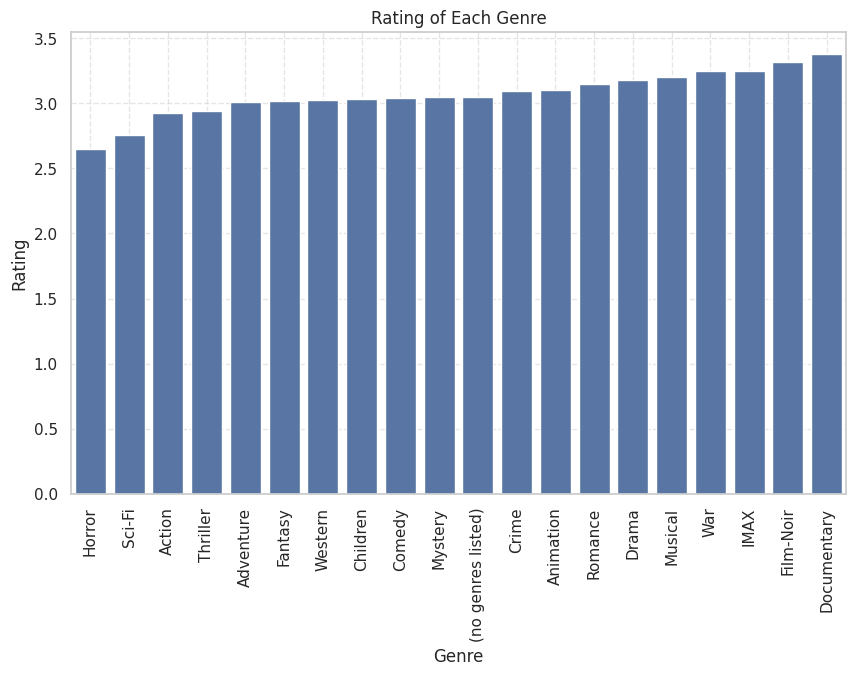 Rating of Each Genre
3.5
3.0
2.5
2.0
1.5
1.0
0.5
0.0
Rating
Horror
Sci-Fi
Action
Thriller
Adventure
Fantasy
Western
Children
Comedy
Mystery
(no genres listed)
Crime
Animation
Romance
Drama
Musical
War
IMAX
Film-Noir
Documentary
Genre